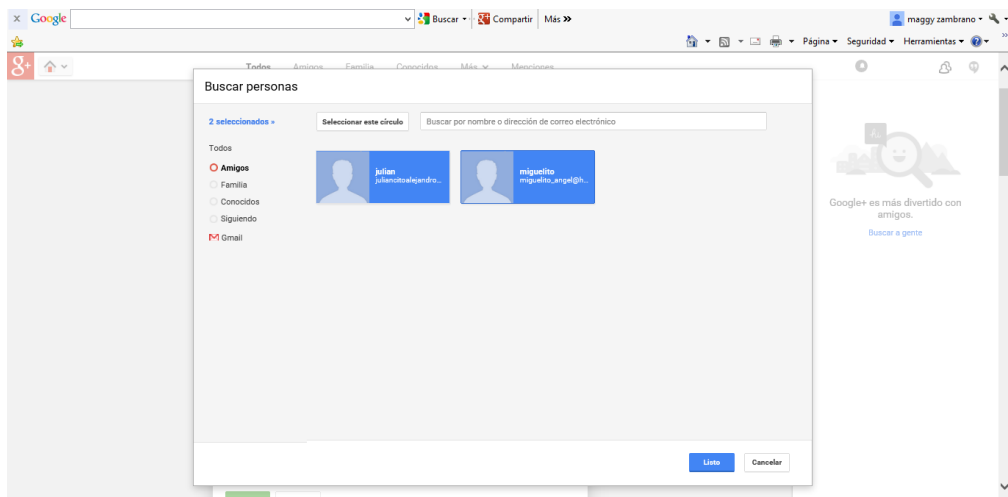 x Google Buscar Compartir Más » maggy zambrano
Página Seguridad Herramientas »
g+ Todos Amigos Familia Conocidos Más Menciones
Buscar personas
2 seleccionados » Seleccionar este círculo Buscar por nombre o dirección de correo electrónico
Todos
Amigos
Familia
Conocidos
Siguiendo
Gmail
julian
juliancitoalejandro...
miguelito
miguelito_angel@h...
Google+ es más divertido con
amigos.
Buscar a gente
Listo Cancelar